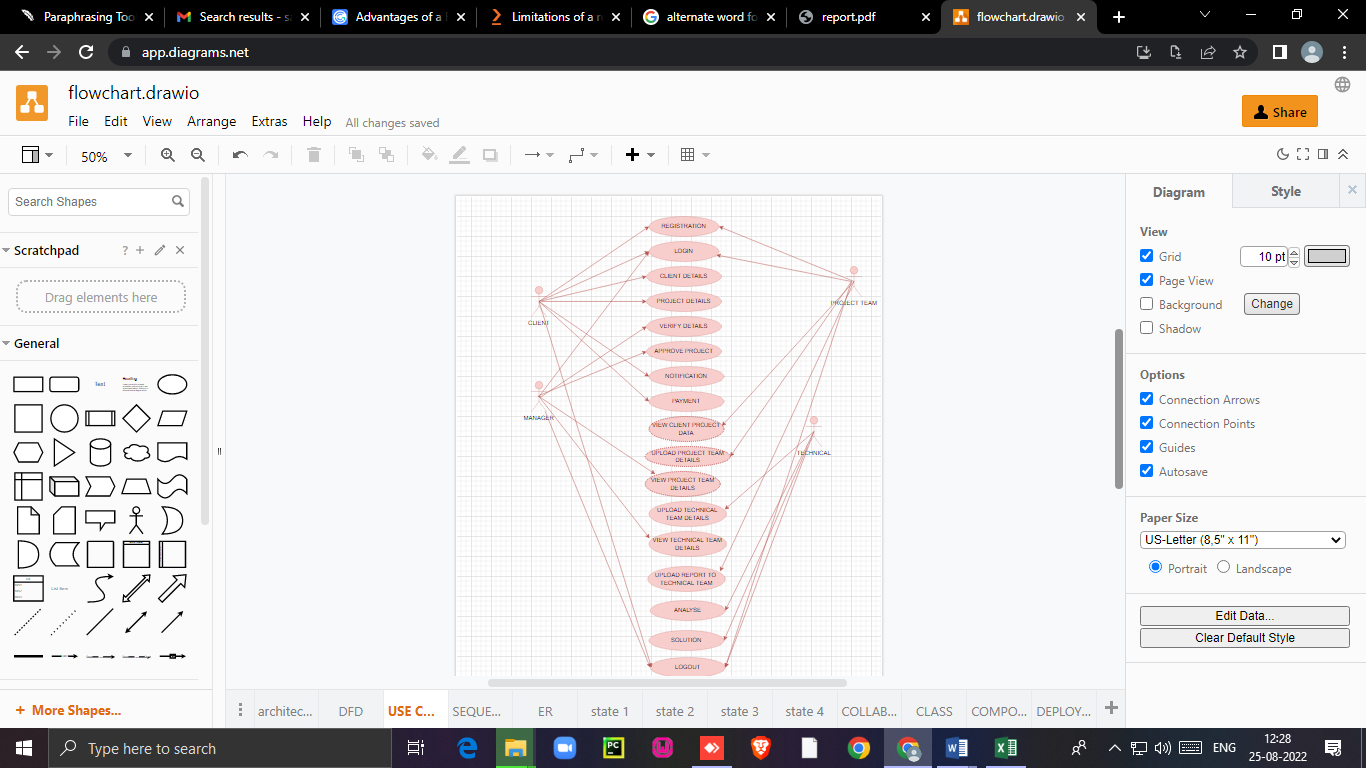 Paraphrasing Too
Search results - s
Advantages of a
Limitations of a r
alternate word fo
report.pdf
flowchart.drawio
app.diagrams.net
flowchart.drawio
File Edit View Arrange Extras Help All changes saved
Share
50%
Search Shapes
Scratchpad
?
Drag elements here
General
Text
Heading
List Item
+ More Shapes...
REGISTRATION
LOGIN
CLIENT DETAILS
PROJECT DETAILS
VERIFY DETAILS
APPROVE PROJECT
NOTIFICATION
PAYMENT
VIEW CLIENT PROJECT
DATA
UPLOAD PROJECT TEAM
DETAILS
VIEW PROJECT TEAM
DETAILS
UPLOAD TECHNICAL
TEAM DETAILS
VIEW TECHNICAL TEAM
DETAILS
UPLOAD REPORT TO
TECHNICAL TEAM
ANALYSE
SOLUTION
LOGOUT
CLIENT
MANAGER
PROJECT TEAM
TECHNICAL
Diagram Style
View
Grid 10 pt
Page View
Background Change
Shadow
Options
Connection Arrows
Connection Points
Guides
Autosave
Paper Size
US-Letter (8,5" x 11")
Portrait Landscape
Edit Data...
Clear Default Style
architec... DFD USE C... SEQUE... ER state 1 state 2 state 3 state 4 COLLAB... CLASS COMPO... DEPLOY...
Type here to search
PC
ENG
12:28
25-08-2022